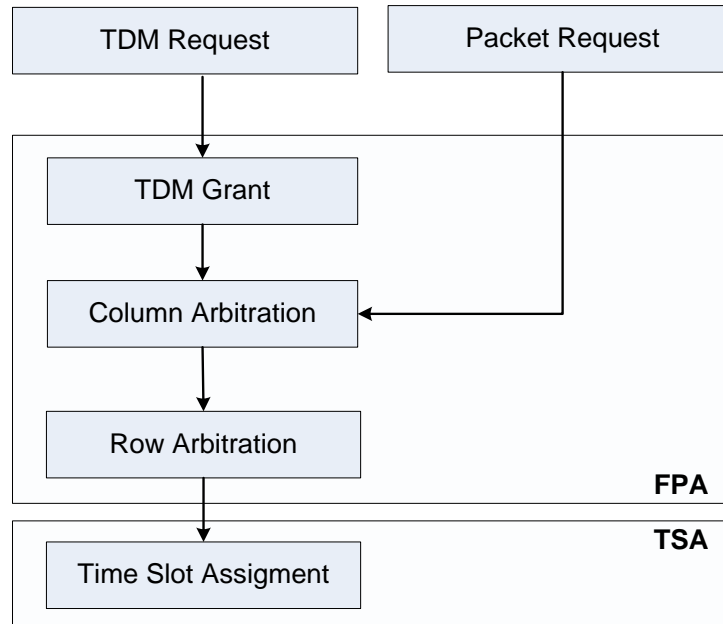 TDM Request
Packet Request
TDM Grant
Column Arbitration
Row Arbitration
FPA
TSA
Time Slot Assigment